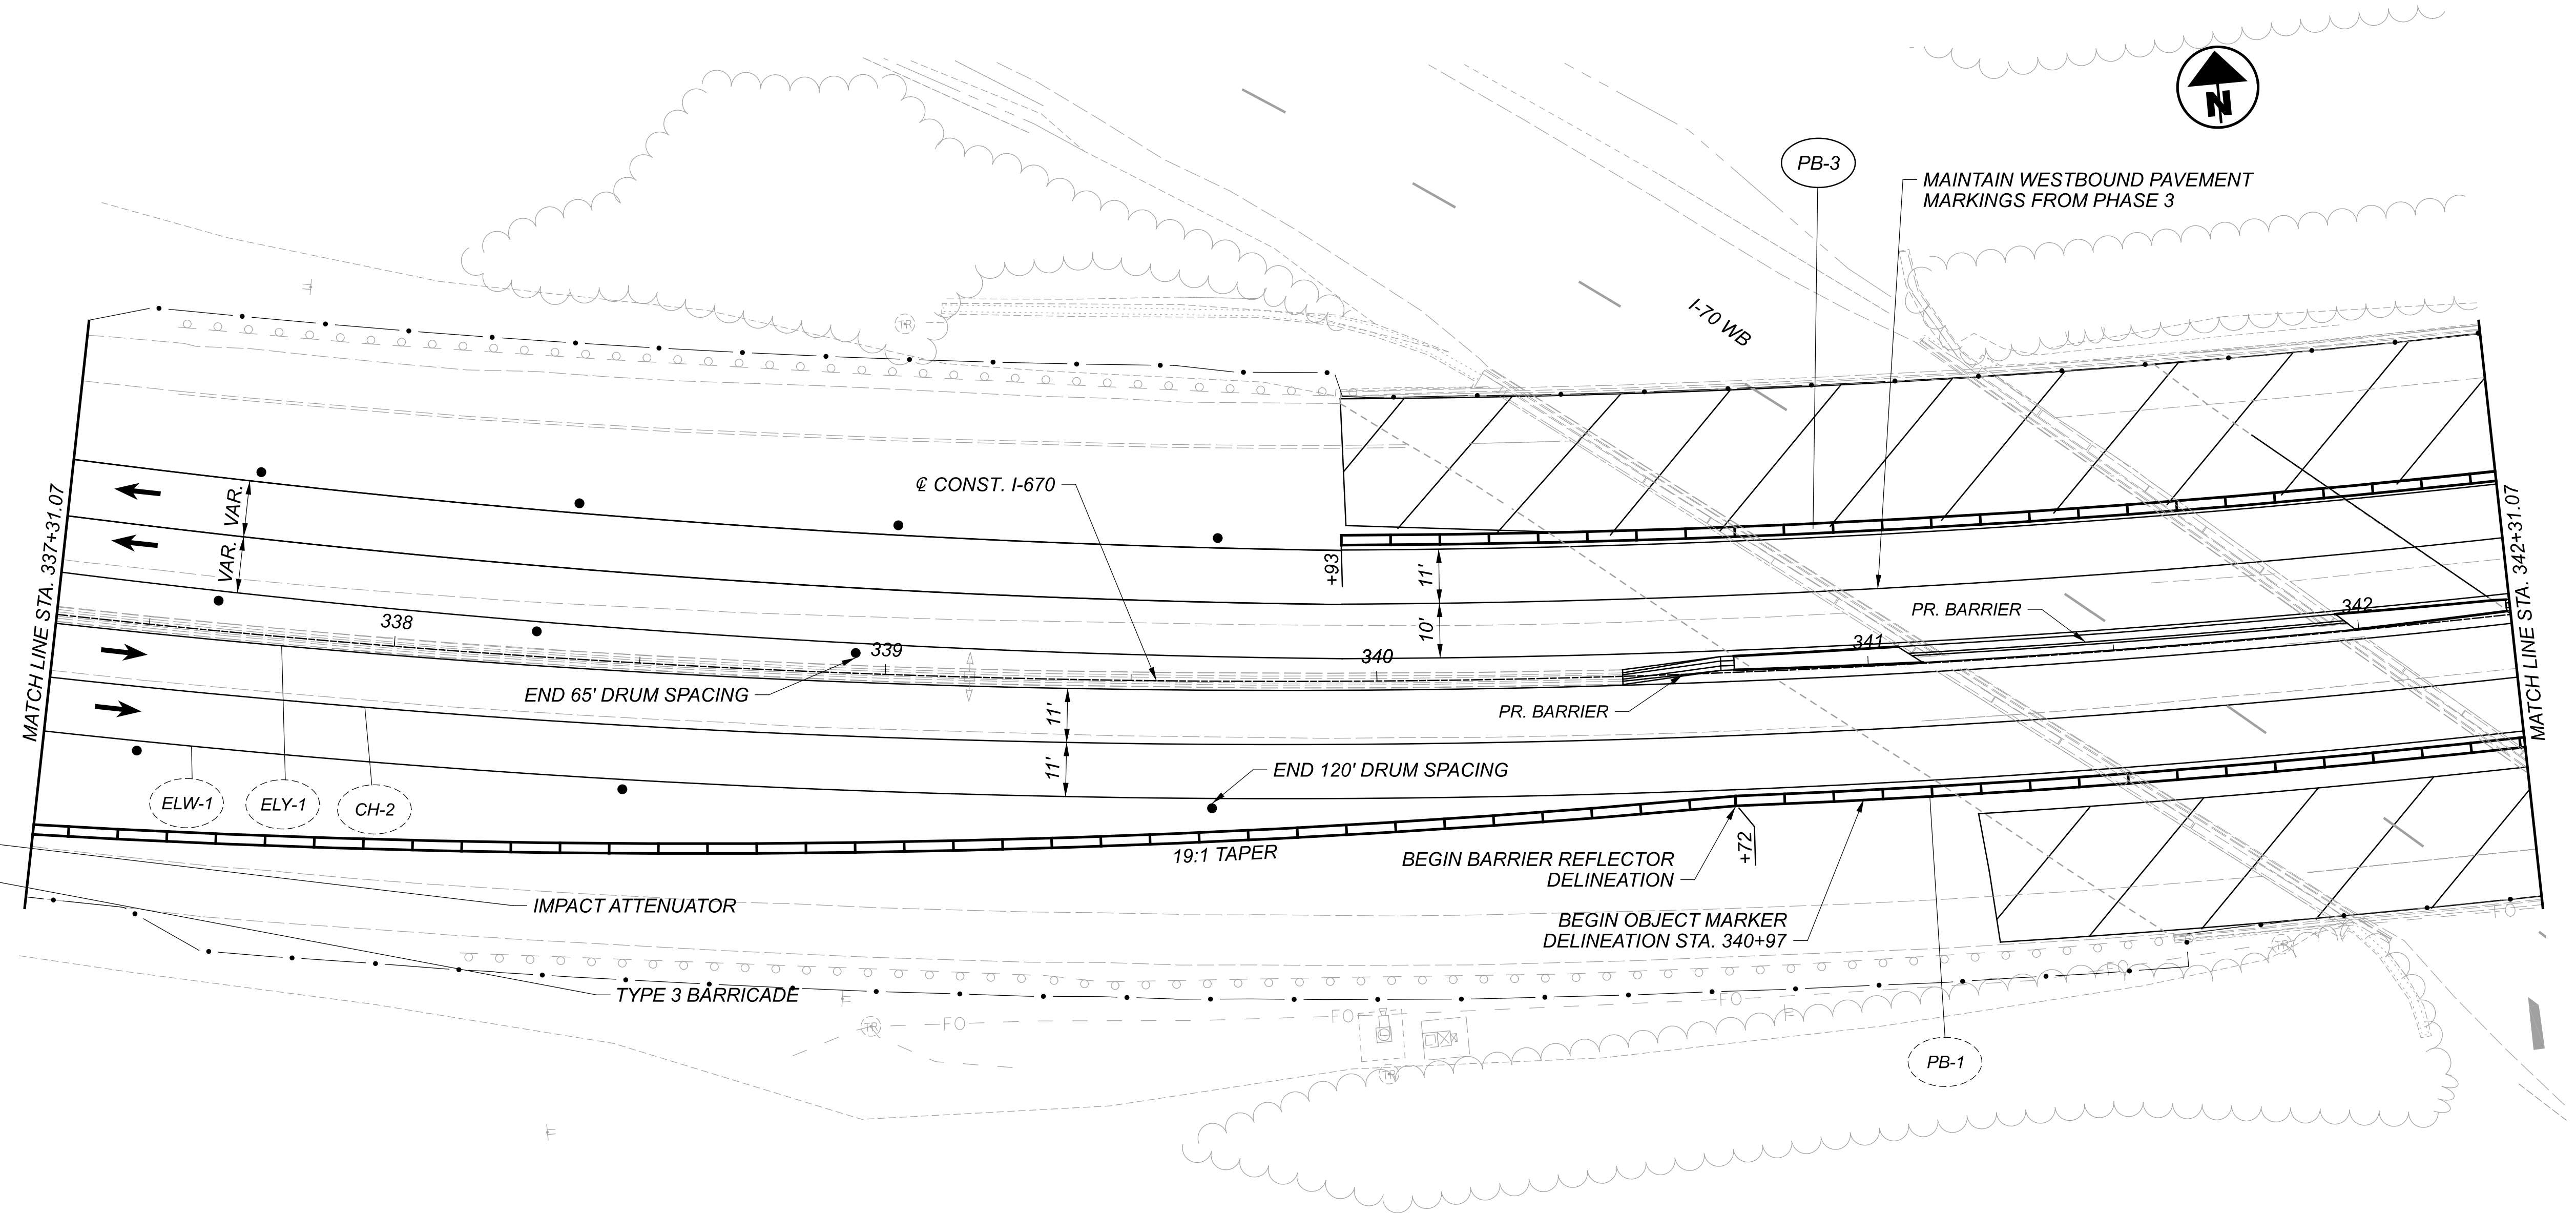 N
PB-3
MAINTAIN WESTBOUND PAVEMENT
MARKINGS FROM PHASE 3
I-70 WB
TR
℄ CONST. I-670
MATCH LINE STA. 337+31.07
MATCH LINE STA. 342+31.07
VAR.
VAR.
+93
11'
10'
PR. BARRIER
338
339
340
341
342
END 65' DRUM SPACING
PR. BARRIER
11'
11'
END 120' DRUM SPACING
ELW-1
ELY-1
CH-2
19:1 TAPER
+72
BEGIN BARRIER REFLECTOR
DELINEATION
IMPACT ATTENUATOR
BEGIN OBJECT MARKER
DELINEATION STA. 340+97
FO
TR
FO
TYPE 3 BARRICADE
FO
TR
FO
FO
PB-1
TR